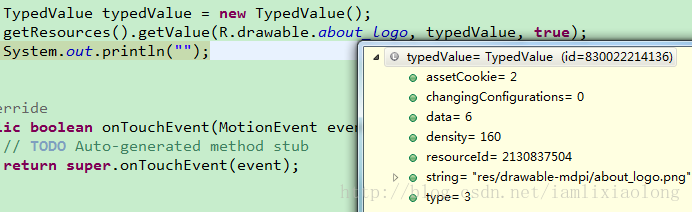 TypedValue typedValue = new TypedValue();
getResources().getValue(R.drawable.about_logo, typedValue, true);
System.out.println("");
typedValue= TypedValue (id=830022214136)
assetCookie= 2
changingConfigurations= 0
data= 6
density= 160
resourceId= 2130837504
string= "res/drawable-mdpi/about_logo.png"
type= 3
erride
lic boolean onTouchEvent(MotionEvent even
// TODO Auto-generated method stub
return super.onTouchEvent(event);
http://blog.csdn.net/iamlixiaolong